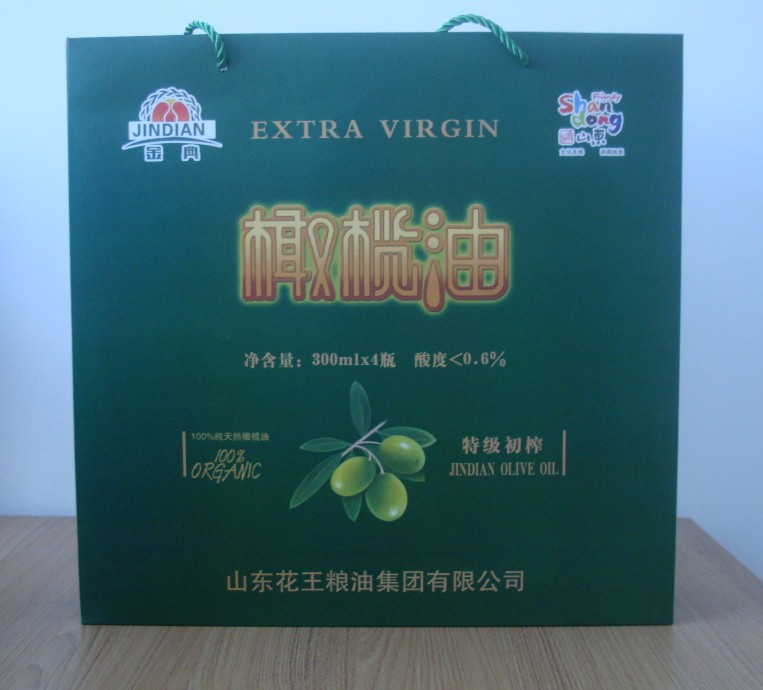 JINDIAN
金典
EXTRA VIRGIN
Friendly
Shandong
山东
橄榄油
净含量：300mlx4瓶 酸度<0.6%
100%纯天然橄榄油
100%
ORGANIC
特级初榨
JINDIAN OLIVE OIL
山东花王粮油集团有限公司